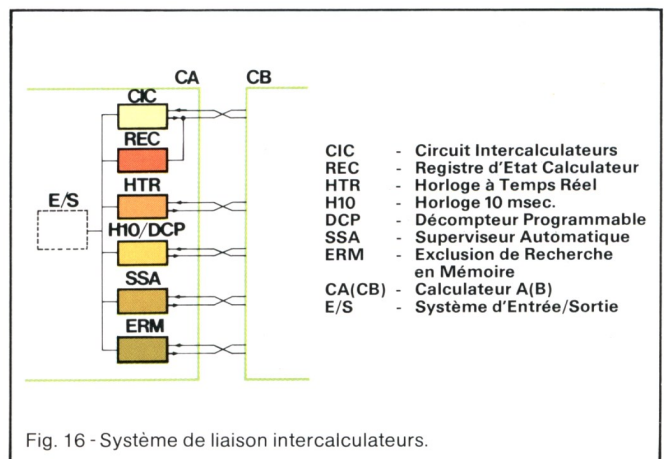 CA CB
CIC
REC
HTR
E/S
H10/DCP
SSA
ERM
CIC - Circuit Intercalculateurs
REC - Registre d'Etat Calculateur
HTR - Horloge à Temps Réel
H10 - Horloge 10 msec.
DCP - Décompteur Programmable
SSA - Superviseur Automatique
ERM - Exclusion de Recherche
en Mémoire
CA(CB) - Calculateur A(B)
E/S - Système d'Entrée/Sortie
Fig. 16 - Système de liaison intercalculateurs.